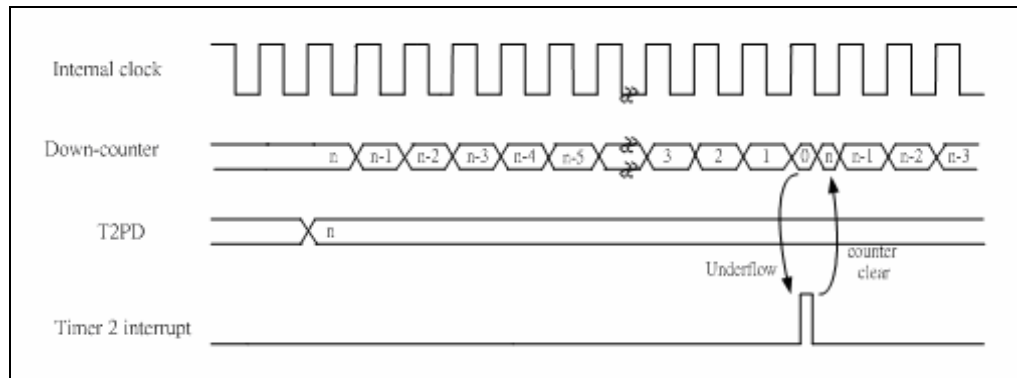 Internal clock
Down-counter
n n-1 n-2 n-3 n-4 n-5 3 2 1 0 n n-1 n-2 n-3
T2PD
n
Underflow
counter
clear
Timer 2 interrupt